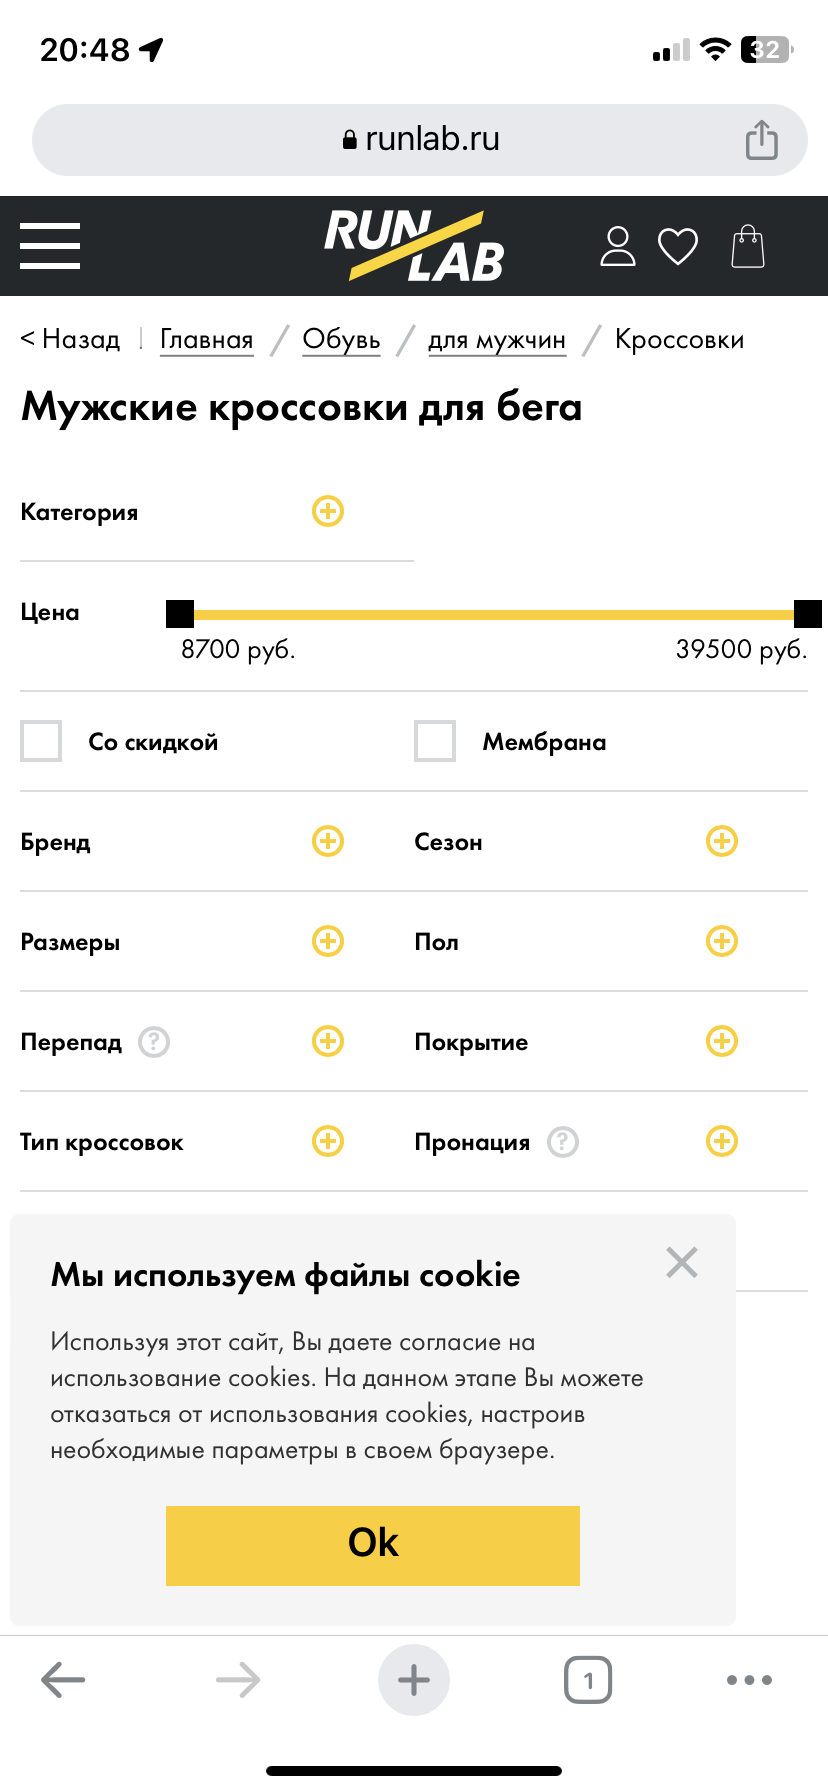 20:48
32
runlab.ru
RUN
LAB
< Назад | Главная / Обувь / для мужчин / Кроссовки
Мужские кроссовки для бега
Категория
Цена
8700 руб. 39500 руб.
Со скидкой Мембрана
Бренд Сезон
Размеры Пол
Перепад ? Покрытие
Тип кроссовок Пронация ?
Мы используем файлы cookie
Используя этот сайт, Вы даете согласие на
использование cookies. На данном этапе Вы можете
отказаться от использования cookies, настроив
необходимые параметры в своем браузере.
Ok
1